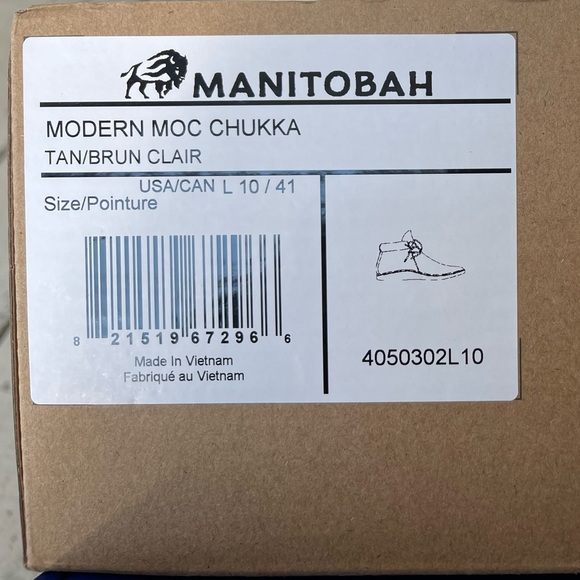 MANITOBAH
MODERN MOC CHUKKA
TAN/BRUN CLAIR
USA/CAN L 10 / 41
Size/Pointure
8 21519 67296 6
Made In Vietnam
Fabriqué au Vietnam
4050302L10